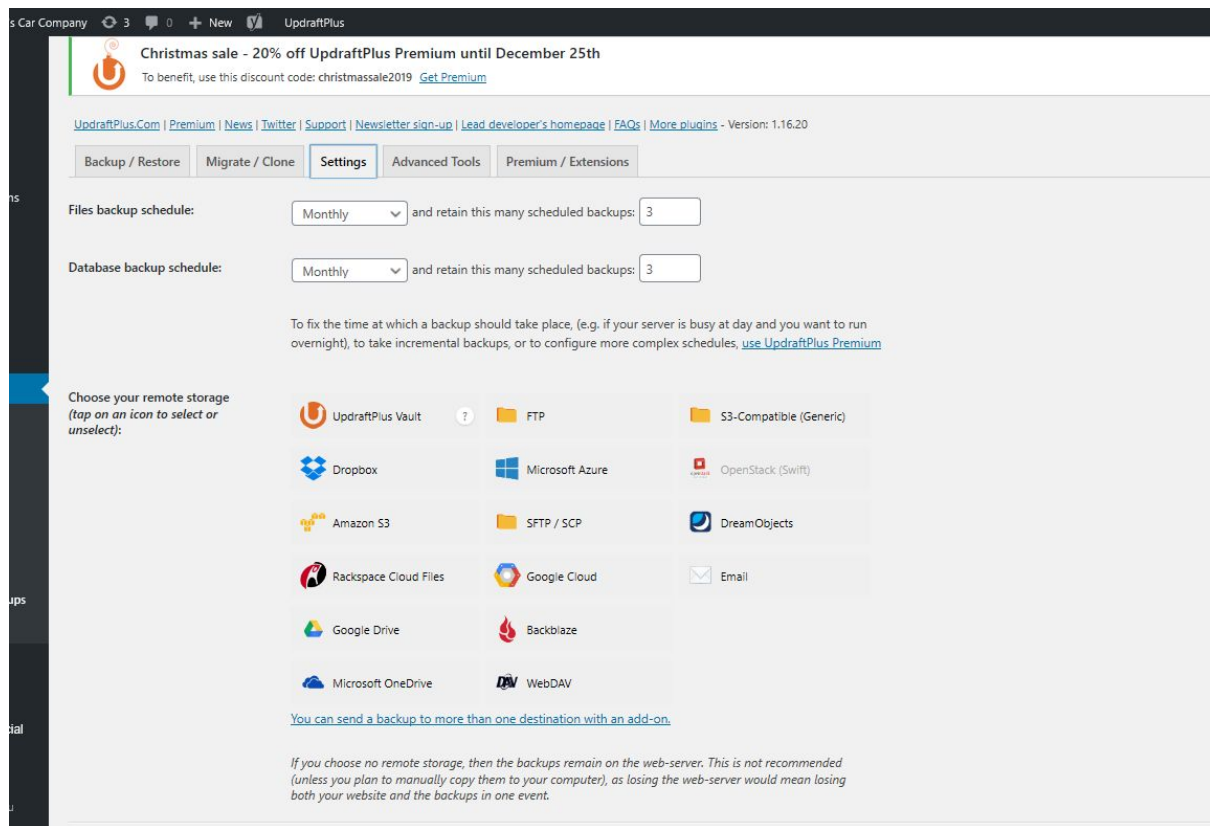 s Car Company 3 0 New UpdraftPlus
Christmas sale - 20% off UpdraftPlus Premium until December 25th
To benefit, use this discount code: christmassale2019 Get Premium
UpdraftPlus.Com | Premium | News | Twitter | Support | Newsletter sign-up | Lead developer's homepage | FAQs | More plugins - Version: 1.16.20
Backup / Restore Migrate / Clone Settings Advanced Tools Premium / Extensions
ns
Files backup schedule: Monthly and retain this many scheduled backups: 3
Database backup schedule: Monthly and retain this many scheduled backups: 3
To fix the time at which a backup should take place, (e.g. if your server is busy at day and you want to run
overnight), to take incremental backups, or to configure more complex schedules, use UpdraftPlus Premium
Choose your remote storage
(tap on an icon to select or
unselect):
UpdraftPlus Vault ? FTP S3-Compatible (Generic)
Dropbox Microsoft Azure OpenStack (Swift)
Amazon S3 SFTP / SCP DreamObjects
Rackspace Cloud Files Google Cloud Email
ups
Google Drive Backblaze
Microsoft OneDrive DAV WebDAV
You can send a backup to more than one destination with an add-on.
cial
If you choose no remote storage, then the backups remain on the web-server. This is not recommended
(unless you plan to manually copy them to your computer), as losing the web-server would mean losing
both your website and the backups in one event.
u